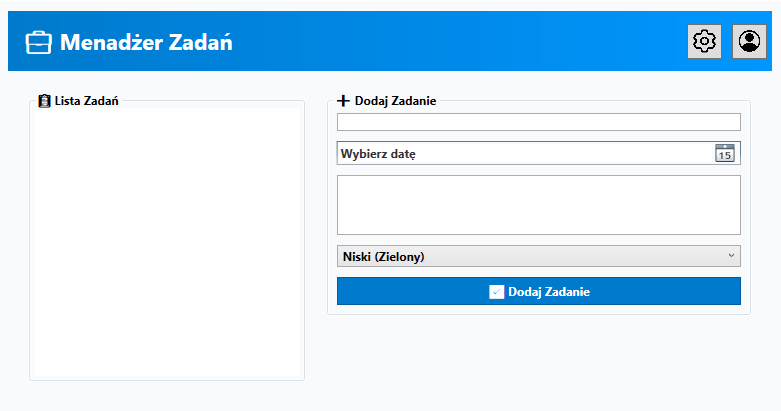 Menadżer Zadań
Lista Zadań
Dodaj Zadanie
Wybierz datę
15
Niski (Zielony)
Dodaj Zadanie